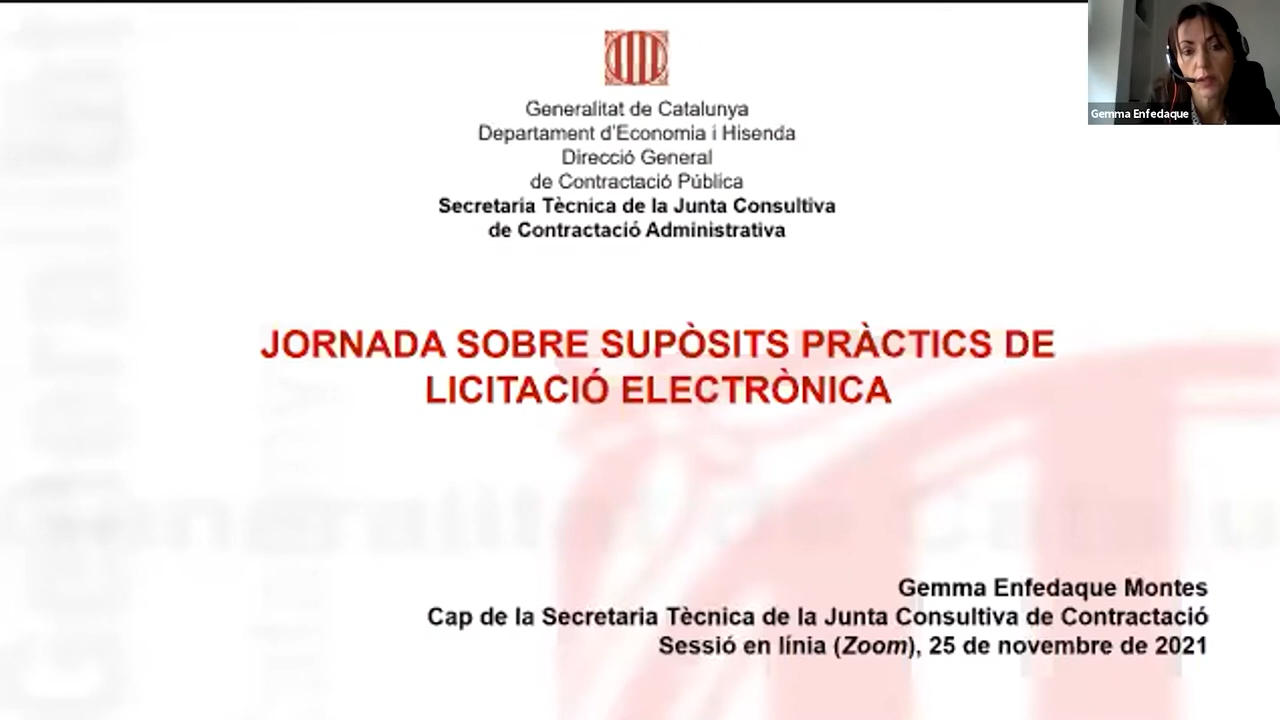 Generalitat de Catalunya
Departament d'Economia i Hisenda
Direcció General
de Contractació Pública
Secretaria Tècnica de la Junta Consultiva
de Contractació Administrativa
Gemma Enfedaque
JORNADA SOBRE SUPÒSITS PRÀCTICS DE
LICITACIÓ ELECTRÒNICA
Gemma Enfedaque Montes
Cap de la Secretaria Tècnica de la Junta Consultiva de Contractació
Sessió en línia (Zoom), 25 de novembre de 2021